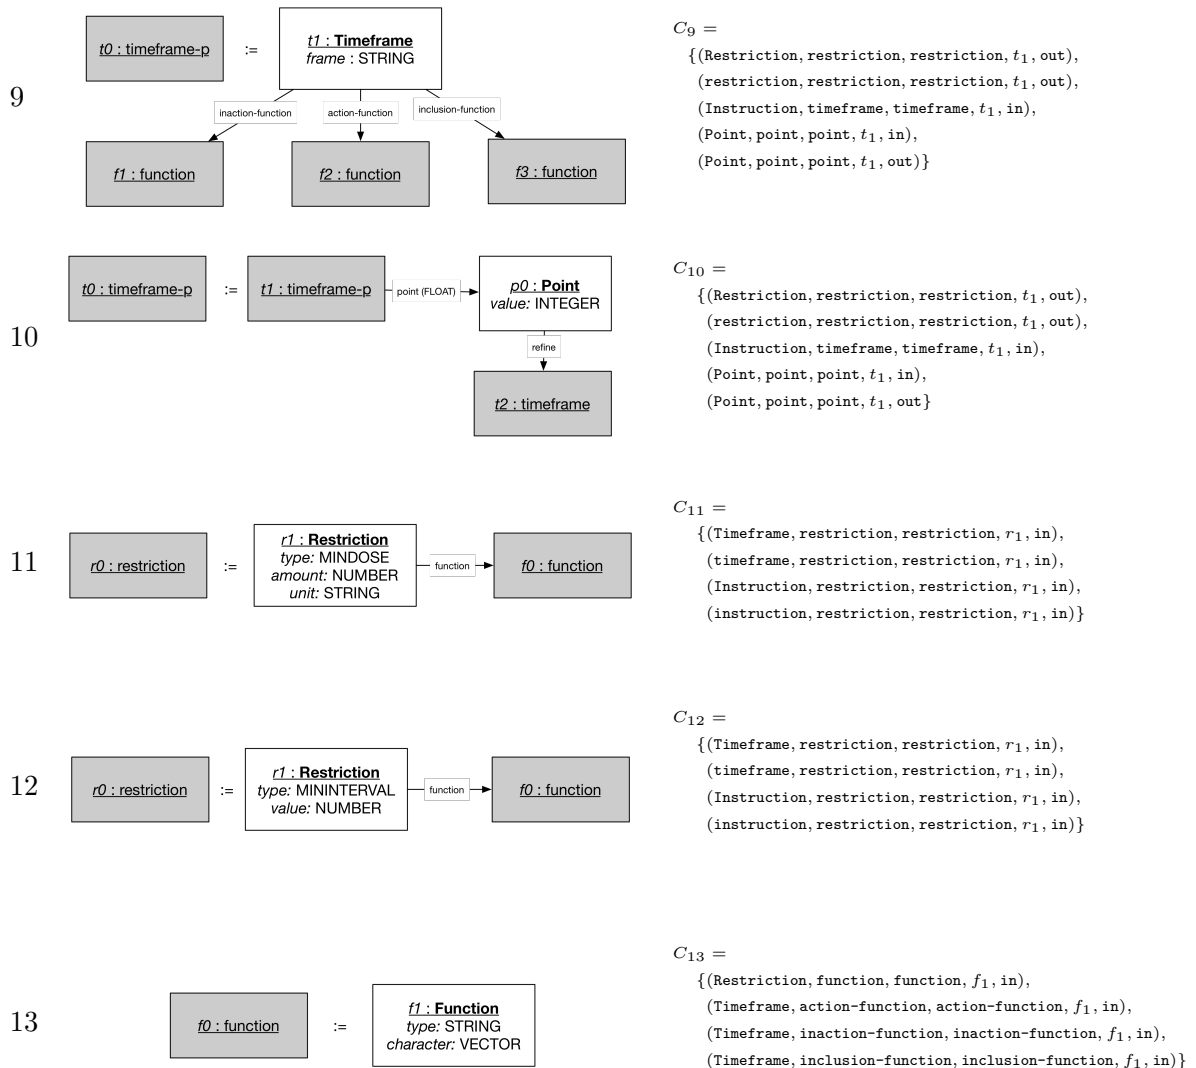 9
t0 : timeframe-p
:=
t1 : Timeframe
frame : STRING
inaction-function
action-function
inclusion-function
f1 : function
f2 : function
f3 : function
C9 =
{(Restriction, restriction, restriction, t1, out),
(restriction, restriction, restriction, t1, out),
(Instruction, timeframe, timeframe, t1, in),
(Point, point, point, t1, in),
(Point, point, point, t1, out)}
10
t0 : timeframe-p
:=
t1 : timeframe-p
point (FLOAT)
p0 : Point
value: INTEGER
refine
t2 : timeframe
C10 =
{(Restriction, restriction, restriction, t1, out),
(restriction, restriction, restriction, t1, out),
(Instruction, timeframe, timeframe, t1, in),
(Point, point, point, t1, in),
(Point, point, point, t1, out}
11
r0 : restriction
:=
r1 : Restriction
type: MINDOSE
amount: NUMBER
unit: STRING
function
f0 : function
C11 =
{(Timeframe, restriction, restriction, r1, in),
(timeframe, restriction, restriction, r1, in),
(Instruction, restriction, restriction, r1, in),
(instruction, restriction, restriction, r1, in)}
12
r0 : restriction
:=
r1 : Restriction
type: MININTERVAL
value: NUMBER
function
f0 : function
C12 =
{(Timeframe, restriction, restriction, r1, in),
(timeframe, restriction, restriction, r1, in),
(Instruction, restriction, restriction, r1, in),
(instruction, restriction, restriction, r1, in)}
13
f0 : function
:=
f1 : Function
type: STRING
character: VECTOR
C13 =
{(Restriction, function, function, f1, in),
(Timeframe, action-function, action-function, f1, in),
(Timeframe, inaction-function, inaction-function, f1, in),
(Timeframe, inclusion-function, inclusion-function, f1, in)}